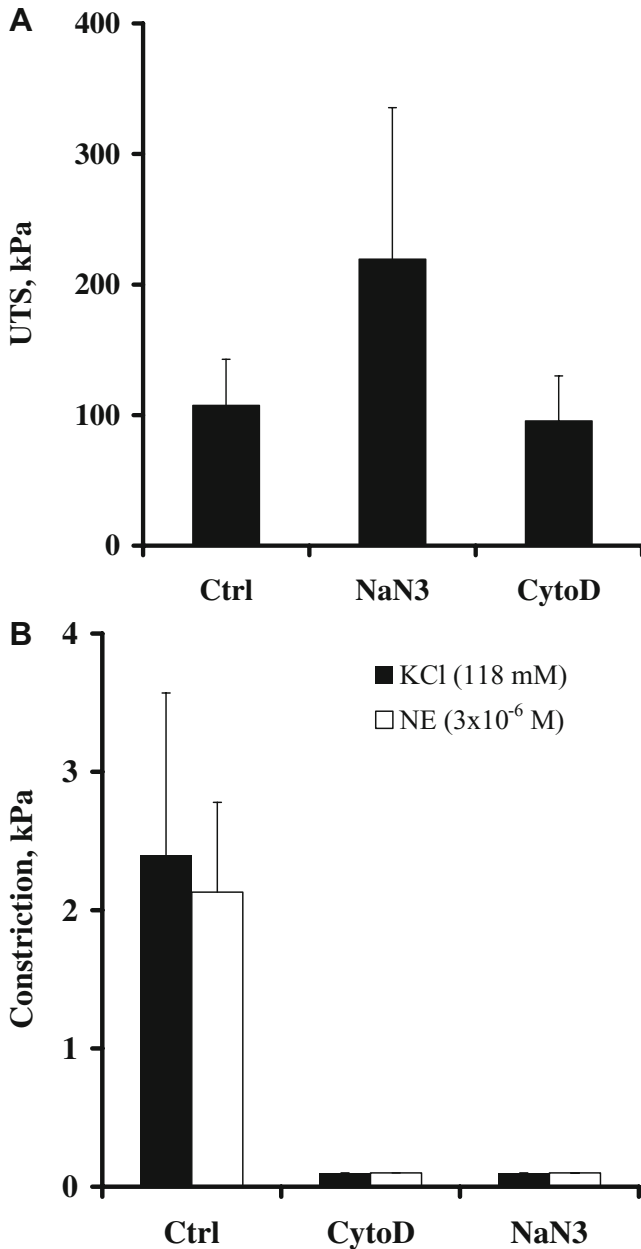 A
UTS, kPa
400
300
200
100
0
Ctrl NaN3 CytoD
B
Constriction, kPa
4
3
2
1
0
KCl (118 mM)
NE (3x10⁻⁶ M)
Ctrl CytoD NaN3